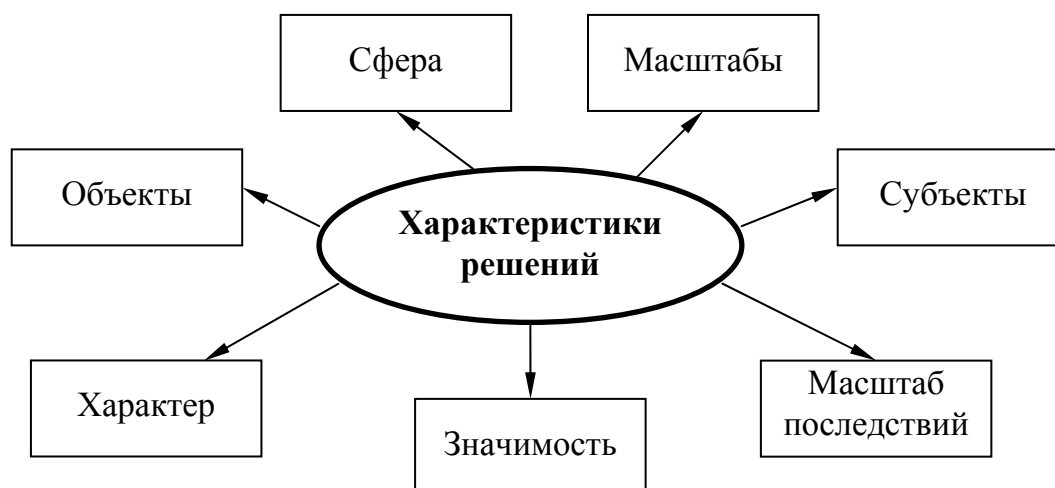 Сфера
Масштабы
Объекты
Субъекты
Характеристики
решений
Характер
Значимость
Масштаб
последствий